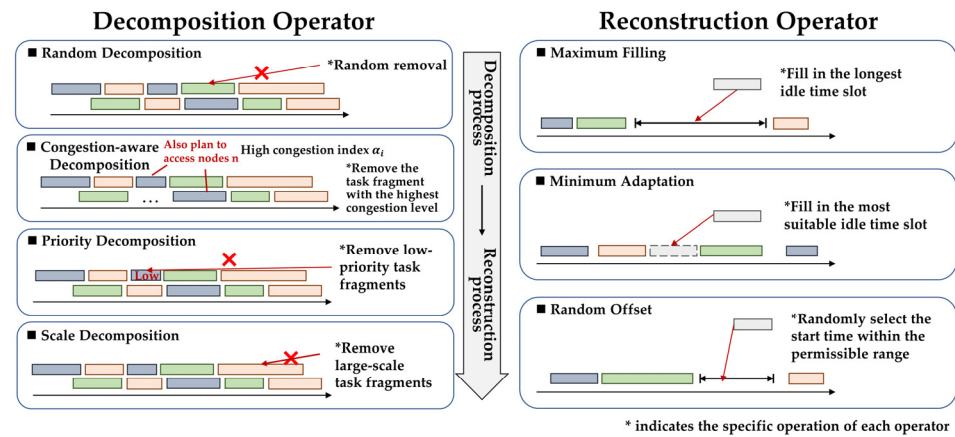 Decomposition Operator
■ Random Decomposition
*Random removal
■ Congestion-aware
Decomposition
Also plan to
access nodes n
High congestion index αᵢ
*Remove the
task fragment
with the highest
congestion level
...
■ Priority Decomposition
*Remove low-
priority task
fragments
Low
■ Scale Decomposition
*Remove
large-scale
task fragments
Decomposition
process
Reconstruction
process
Reconstruction Operator
■ Maximum Filling
*Fill in the longest
idle time slot
■ Minimum Adaptation
*Fill in the most
suitable idle time slot
■ Random Offset
*Randomly select the
start time within the
permissible range
* indicates the specific operation of each operator